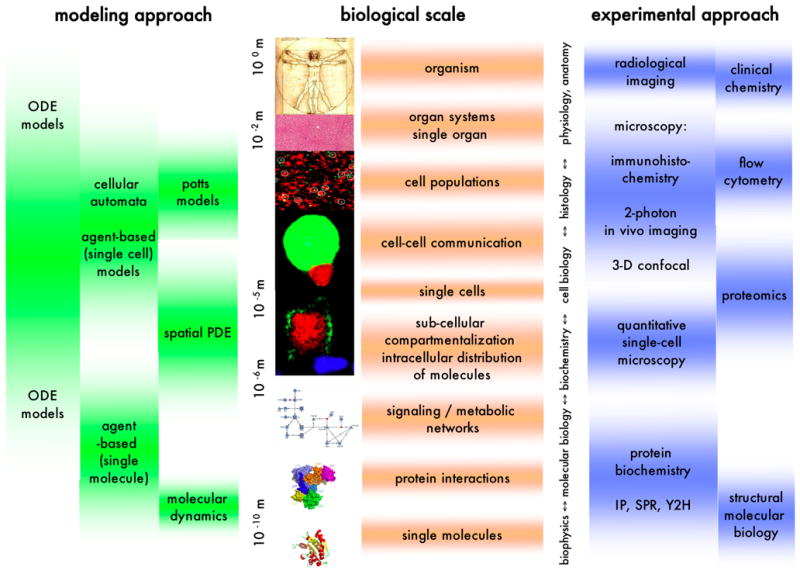 modeling approach
biological scale
experimental approach
ODE
models
cellular
automata
potts
models
agent-based
(single cell)
models
spatial PDE
ODE
models
agent
-based
(single
molecule)
molecular
dynamics
10⁰ m
10⁻² m
10⁻⁵ m
10⁻⁶ m
10⁻¹⁰ m
organism
organ systems
single organ
cell populations
cell-cell communication
single cells
sub-cellular
compartmentalization
intracellular distribution
of molecules
signaling / metabolic
networks
protein interactions
single molecules
biophysics ↔ molecular biology ↔ biochemistry ↔ cell biology ↔ histology ↔ physiology, anatomy
radiological
imaging
clinical
chemistry
microscopy:
immunohisto-
chemistry
flow
cytometry
2-photon
in vivo imaging
3-D confocal
proteomics
quantitative
single-cell
microscopy
protein
biochemistry
IP, SPR, Y2H
structural
molecular
biology